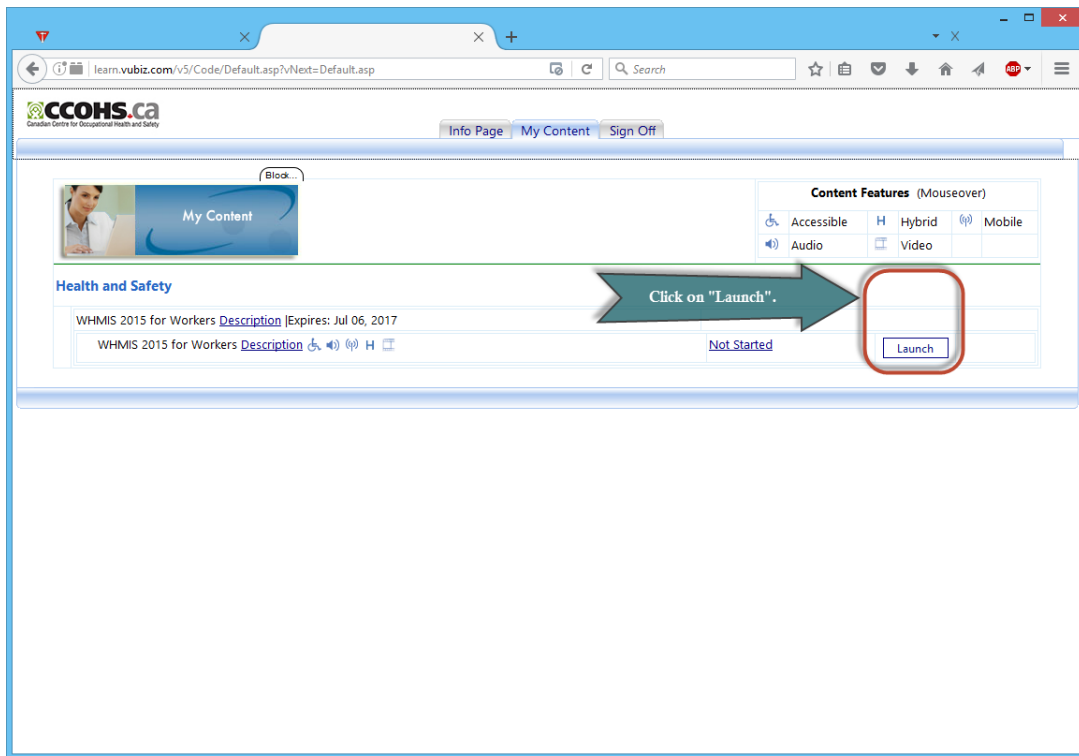 learn.vubiz.com/v5/Code/Default.asp?vNext=Default.asp
Search
ABP
CCOHS.ca
Canadian Centre for Occupational Health and Safety
Info Page
My Content
Sign Off
Block...
My Content
Content Features (Mouseover)
Accessible
H Hybrid
Mobile
Audio
Video
Health and Safety
Click on "Launch".
WHMIS 2015 for Workers Description |Expires: Jul 06, 2017
WHMIS 2015 for Workers Description H
Not Started
Launch